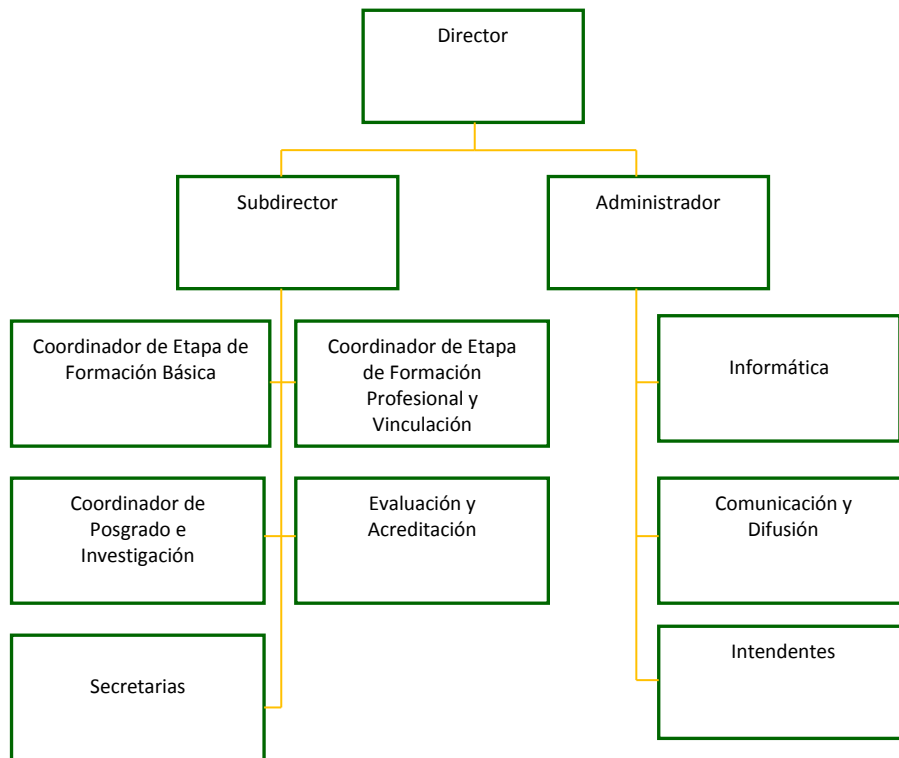 Director
Subdirector
Administrador
Coordinador de Etapa de
Formación Básica
Coordinador de Etapa
de Formación
Profesional y
Vinculación
Informática
Coordinador de
Posgrado e
Investigación
Evaluación y
Acreditación
Comunicación y
Difusión
Secretarias
Intendentes